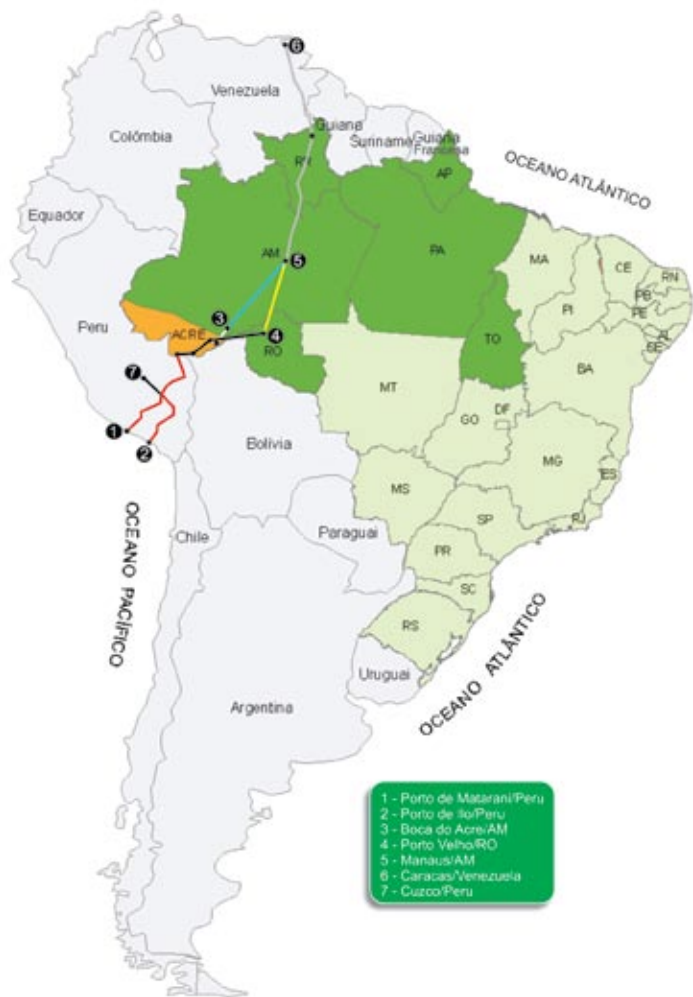 6
Venezuela
Colômbia
Guiana
Suriname
Guiana
Francesa
OCEANO ATLÂNTICO
RR
AP
Equador
AM
5
PA
MA
CE
RN
PB
PE
AL
SE
PI
Peru
3
ACRE
4
RO
TO
BA
7
MT
GO
DF
1
2
Bolívia
MG
ES
MS
SP
RJ
Paraguai
Chile
PR
SC
OCEANO PACÍFICO
RS
OCEANO ATLÂNTICO
Uruguai
Argentina
1 - Porto de Matarani/Peru
2 - Porto de Ilo/Peru
3 - Boca do Acre/AM
4 - Porto Velho/RO
5 - Manaus/AM
6 - Caracas/Venezuela
7 - Cuzco/Peru